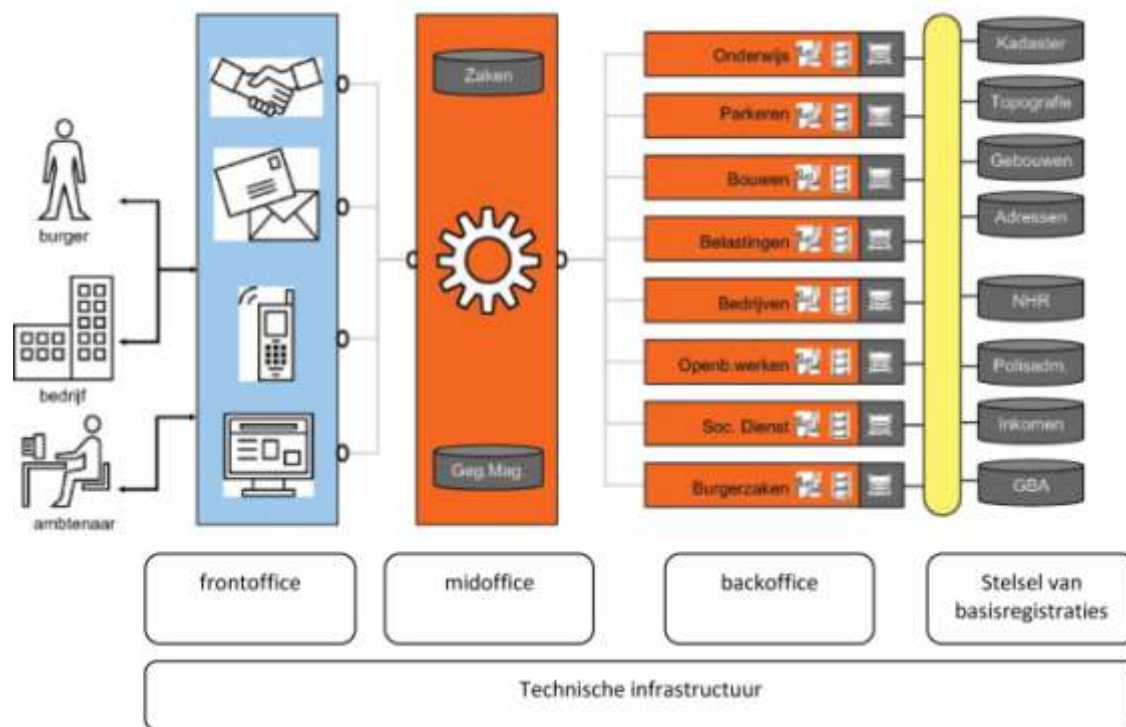 burger
bedrijf
ambtenaar
Zaken
Geg.Mag.
Onderwijs
Parkeren
Bouwen
Belastingen
Bedrijven
Openb.werken
Soc. Dienst
Burgerzaken
Kadaster
Topografie
Gebouwen
Adressen
NHR
Polisadm.
Inkomen
GBA
frontoffice
midoffice
backoffice
Stelsel van
basisregistraties
Technische infrastructuur